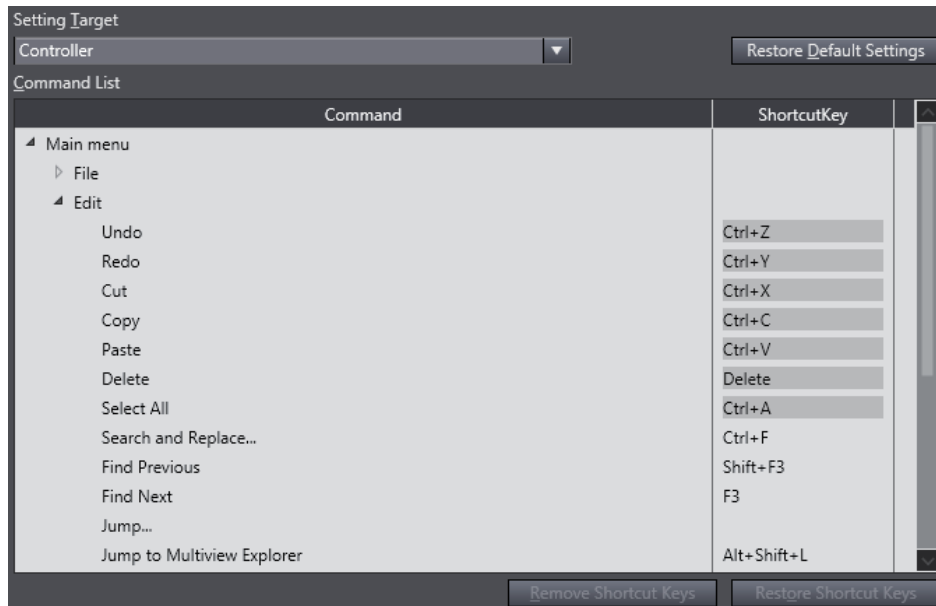 Setting Target
Controller
Restore Default Settings
Command List
Command ShortcutKey
Main menu
File
Edit
Undo Ctrl+Z
Redo Ctrl+Y
Cut Ctrl+X
Copy Ctrl+C
Paste Ctrl+V
Delete Delete
Select All Ctrl+A
Search and Replace... Ctrl+F
Find Previous Shift+F3
Find Next F3
Jump...
Jump to Multiview Explorer Alt+Shift+L
Remove Shortcut Keys Restore Shortcut Keys